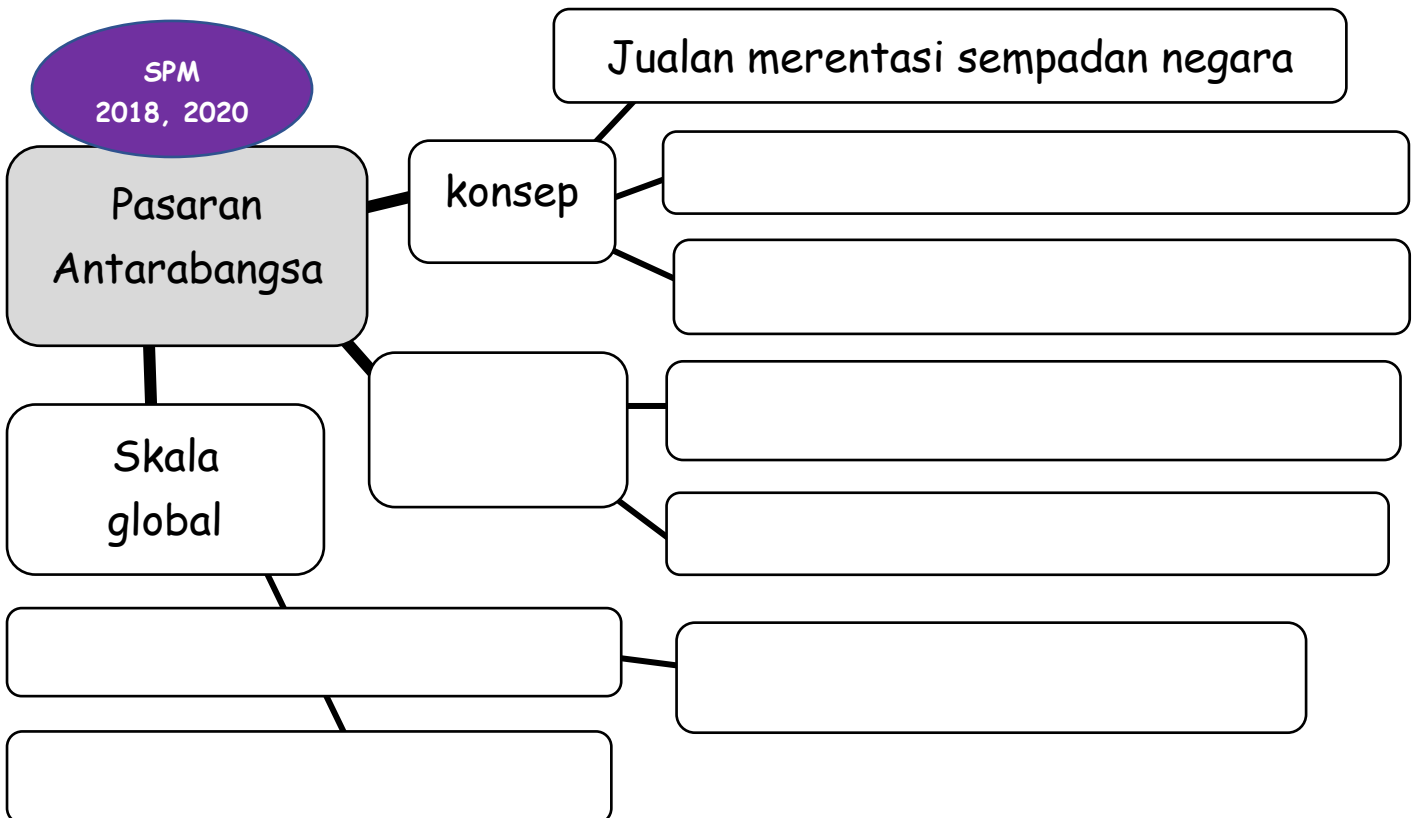 SPM
2018, 2020
Jualan merentasi sempadan negara
Pasaran
Antarabangsa
konsep
Skala
global